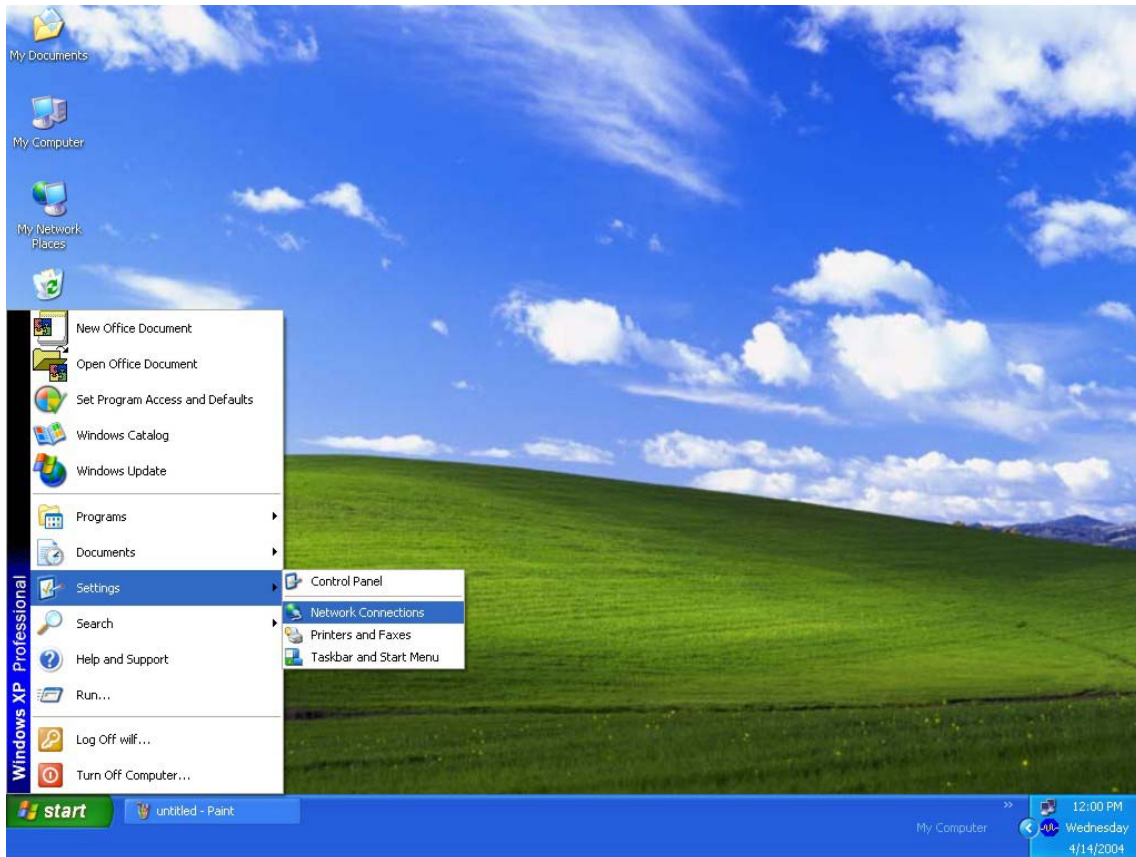 My Documents
My Computer
My Network
Places
New Office Document
Open Office Document
Set Program Access and Defaults
Windows Catalog
Windows Update
Programs
Documents
Settings
Search
Help and Support
Run...
Log Off wilf...
Turn Off Computer...
Windows XP Professional
Control Panel
Network Connections
Printers and Faxes
Taskbar and Start Menu
start
untitled - Paint
My Computer
»
12:00 PM
Wednesday
4/14/2004